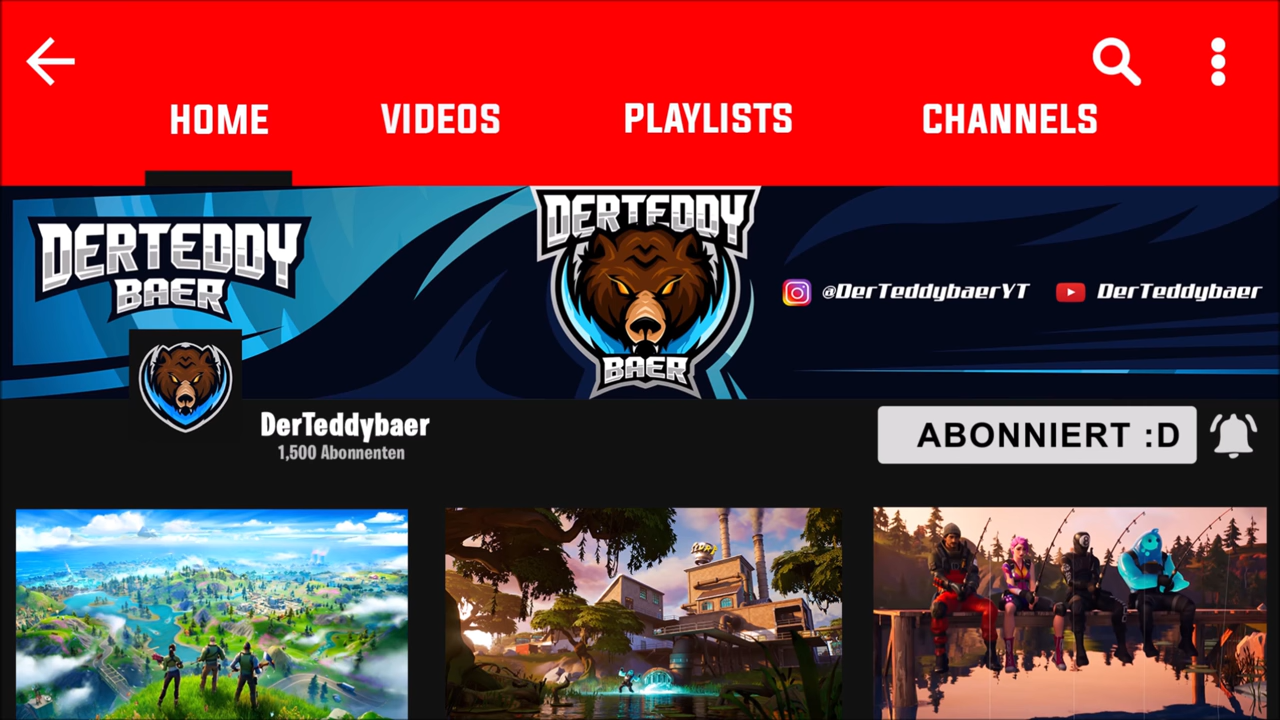 HOME
VIDEOS
PLAYLISTS
CHANNELS
DERTEDDY
BAER
DERTEDDY
BAER
@DerTeddybaerYT
DerTeddybaer
DerTeddybaer
1,500 Abonnenten
ABONNIERT :D